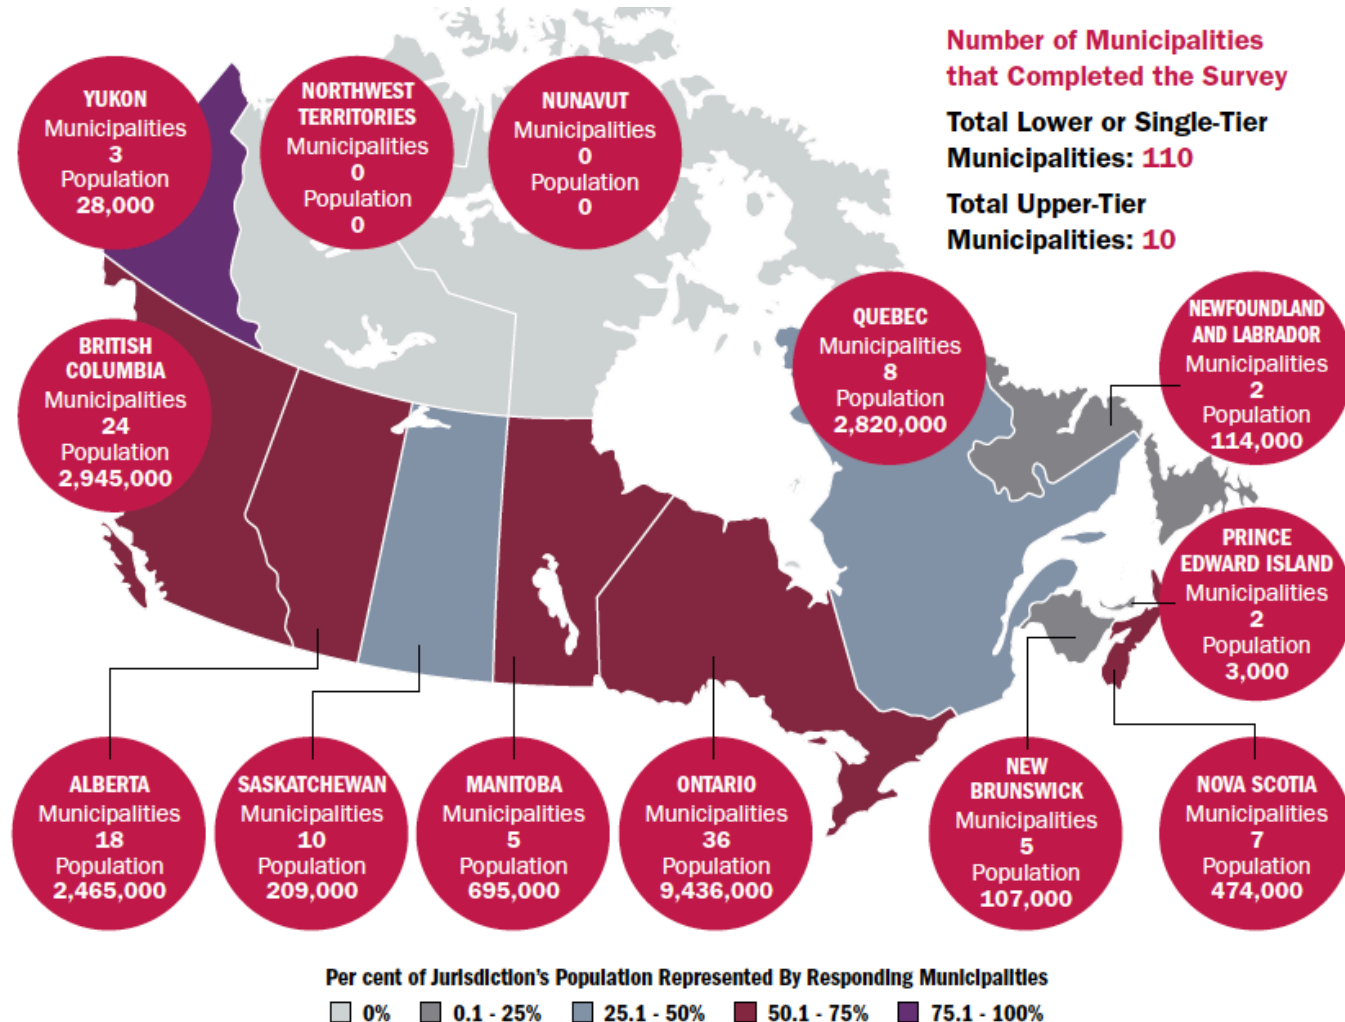 Number of Municipalities
that Completed the Survey
Total Lower or Single-Tier
Municipalities: 110
Total Upper-Tier
Municipalities: 10
YUKON
Municipalities
3
Population
28,000
NORTHWEST
TERRITORIES
Municipalities
0
Population
0
NUNAVUT
Municipalities
0
Population
0
BRITISH
COLUMBIA
Municipalities
24
Population
2,945,000
QUEBEC
Municipalities
8
Population
2,820,000
NEWFOUNDLAND
AND LABRADOR
Municipalities
2
Population
114,000
PRINCE
EDWARD ISLAND
Municipalities
2
Population
3,000
ALBERTA
Municipalities
18
Population
2,465,000
SASKATCHEWAN
Municipalities
10
Population
209,000
MANITOBA
Municipalities
5
Population
695,000
ONTARIO
Municipalities
36
Population
9,436,000
NEW
BRUNSWICK
Municipalities
5
Population
107,000
NOVA SCOTIA
Municipalities
7
Population
474,000
Per cent of Jurisdiction's Population Represented By Responding Municipalities
0% 0.1 - 25% 25.1 - 50% 50.1 - 75% 75.1 - 100%